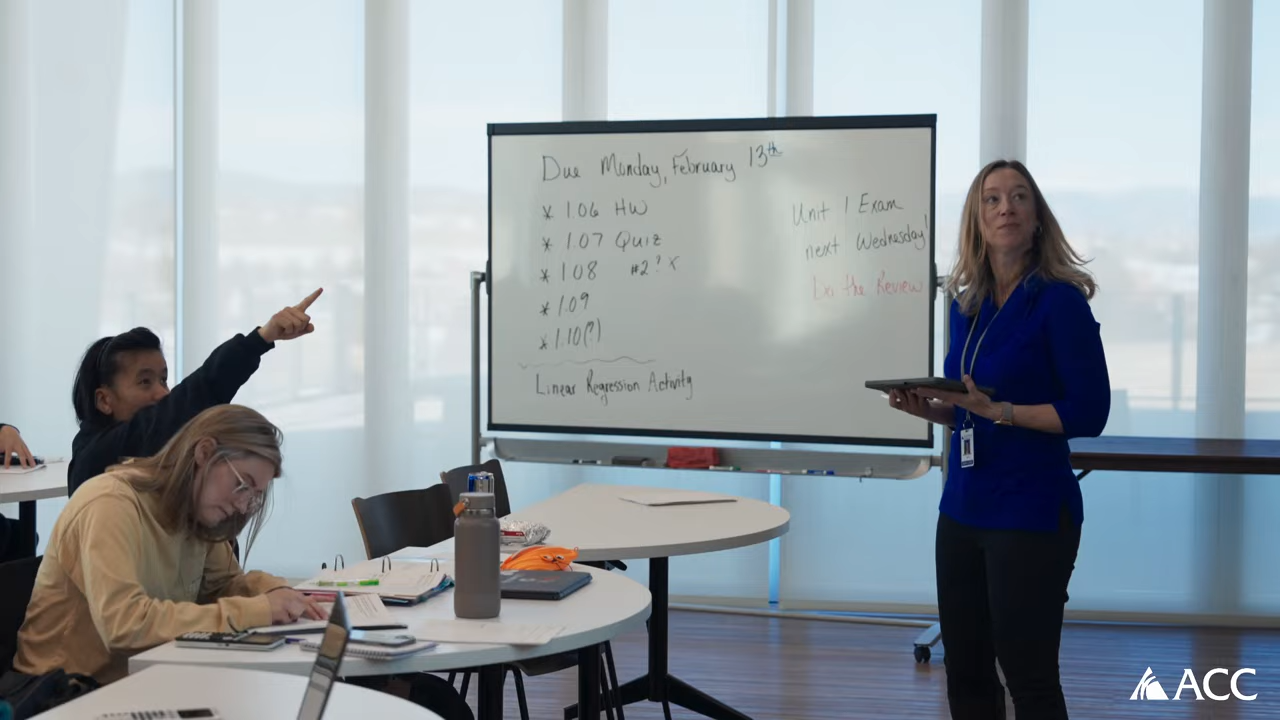 Due Monday, February 13th
* 1.06 HW
* 1.07 Quiz
* 1.08 #2?
* 1.09
* 1.10(?)
Linear Regression Activity
Unit 1 Exam
next Wednesday!
Do the Review
ACC